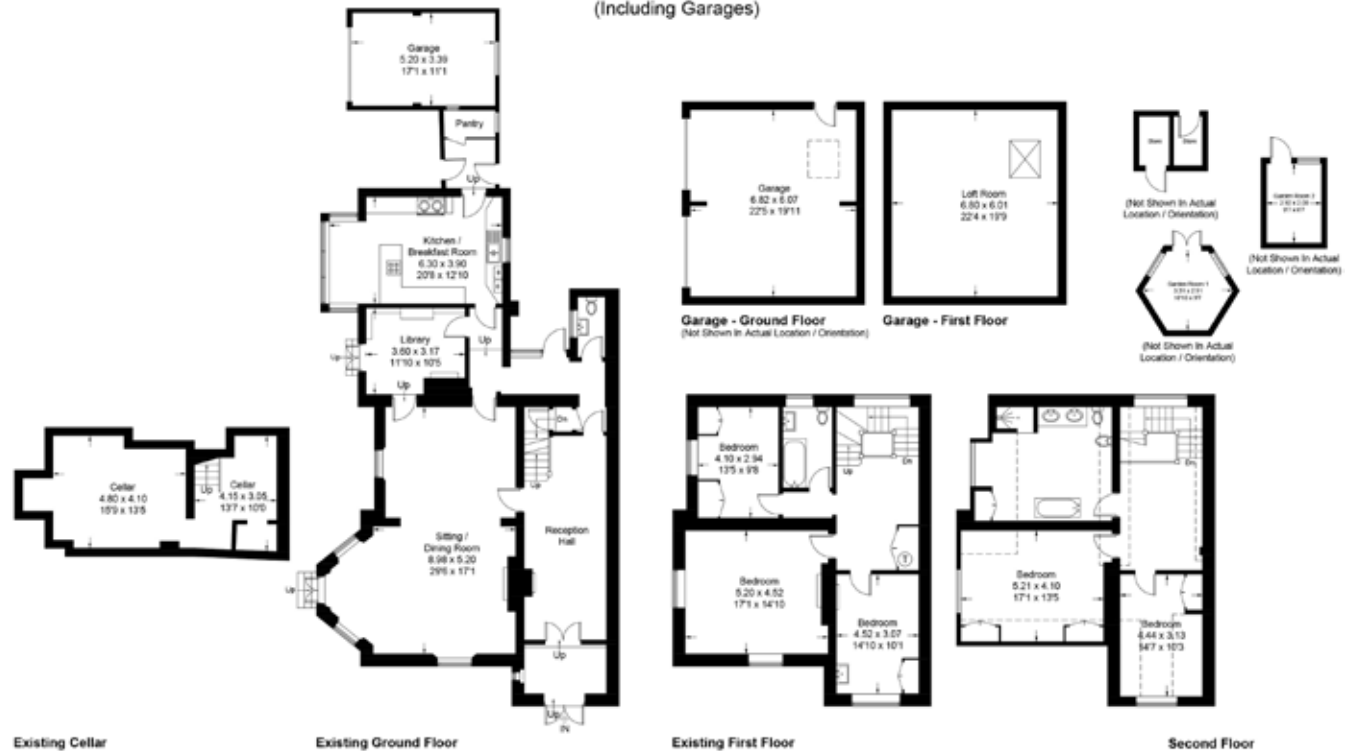 (Including Garages)
Garage
5.20 x 3.39
17'1 x 11'1
Pantry
Up
Kitchen /
Breakfast Room
6.30 x 3.90
20'8 x 12'10
Library
3.60 x 3.17
11'10 x 10'5
Up
Up
Up
Dn
Up
Sitting /
Dining Room
8.98 x 5.20
29'6 x 17'1
Reception
Hall
Up
Up
Up
IN
Existing Ground Floor
Cellar
4.80 x 4.10
15'9 x 13'5
Up
Cellar
4.15 x 3.05
13'7 x 10'0
Existing Cellar
Garage
6.82 x 6.07
22'5 x 19'11
Garage - Ground Floor
(Not Shown In Actual Location / Orientation)
Loft Room
6.80 x 6.01
22'4 x 19'9
Garage - First Floor
Store
Store
(Not Shown In Actual
Location / Orientation)
Garden Room 2
(Not Shown In Actual
Location / Orientation)
Garden Room 1
(Not Shown In Actual
Location / Orientation)
Bedroom
4.10 x 2.94
13'5 x 9'8
Up
Dn
T
Bedroom
5.20 x 4.52
17'1 x 14'10
Bedroom
4.52 x 3.07
14'10 x 10'1
Existing First Floor
Dn
Bedroom
5.21 x 4.10
17'1 x 13'5
Bedroom
4.44 x 3.13
14'7 x 10'3
Second Floor